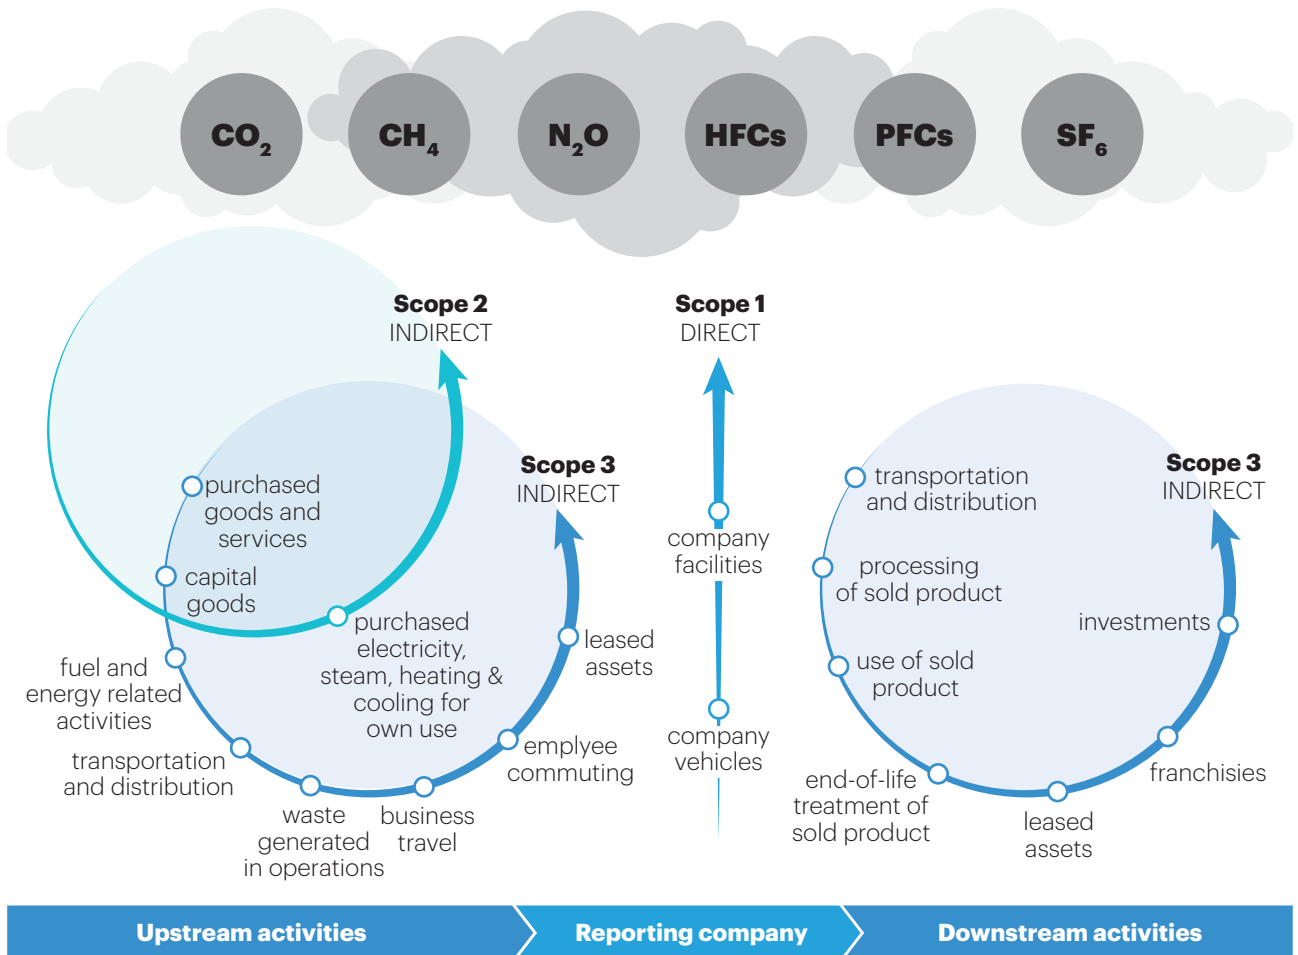 CO2
CH4
N2O
HFCs
PFCs
SF6
Scope 2
INDIRECT
Scope 1
DIRECT
Scope 3
INDIRECT
Scope 3
INDIRECT
purchased
goods and
services
capital
goods
purchased
electricity,
steam, heating &
cooling for
own use
fuel and
energy related
activities
transportation
and distribution
waste
generated
in operations
business
travel
emplyee
commuting
leased
assets
company
facilities
company
vehicles
transportation
and distribution
processing
of sold product
use of sold
product
end-of-life
treatment of
sold product
leased
assets
franchisies
investments
Upstream activities
Reporting company
Downstream activities